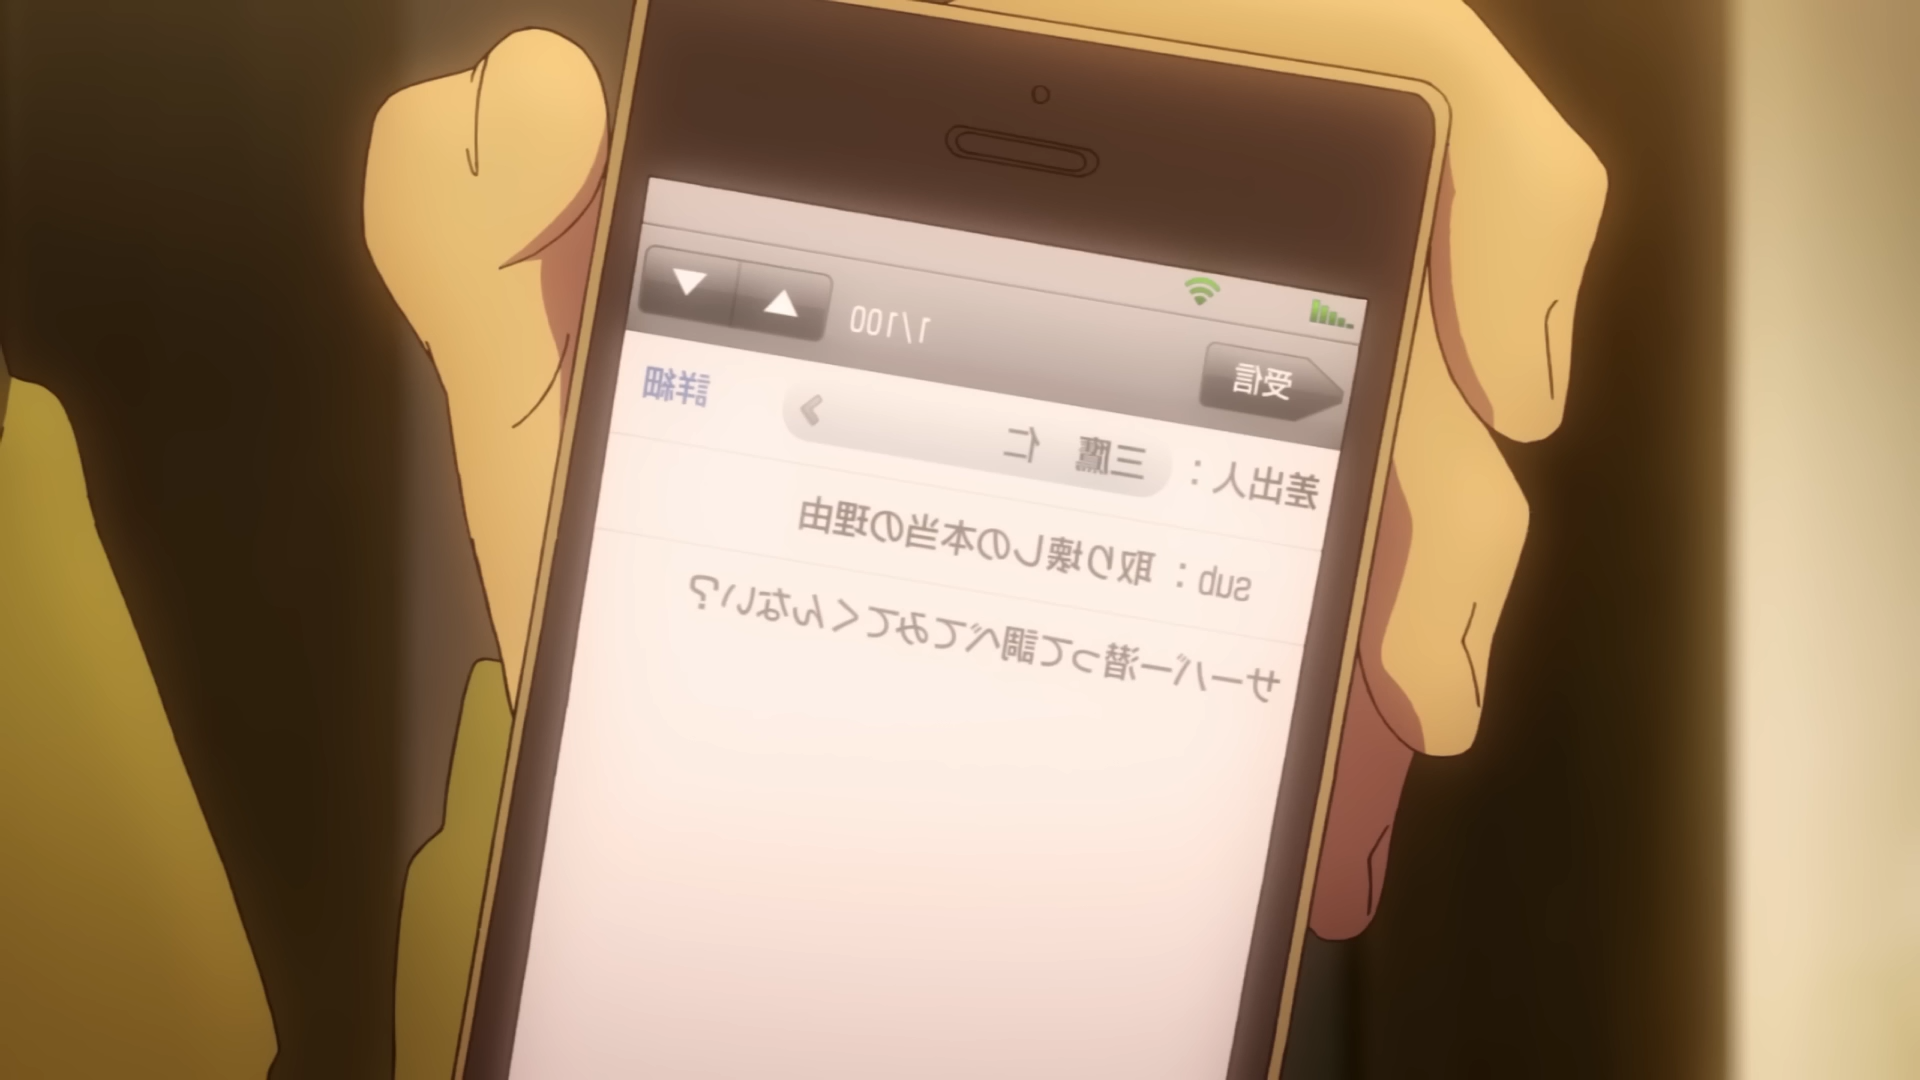 受信 1/100
差出人: 三鷹 仁 詳細
sub: 取り壊しの本当の理由
サーバー潜って調べてみてくんない?